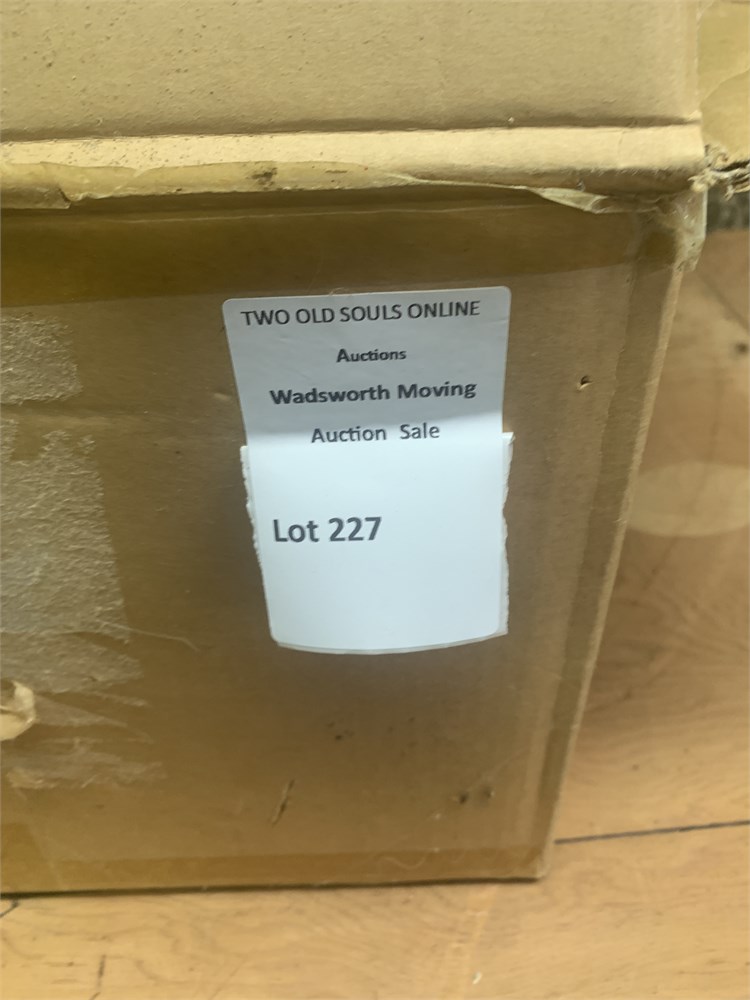 TWO OLD SOULS ONLINE
Auctions
Wadsworth Moving
Auction Sale
Lot 227